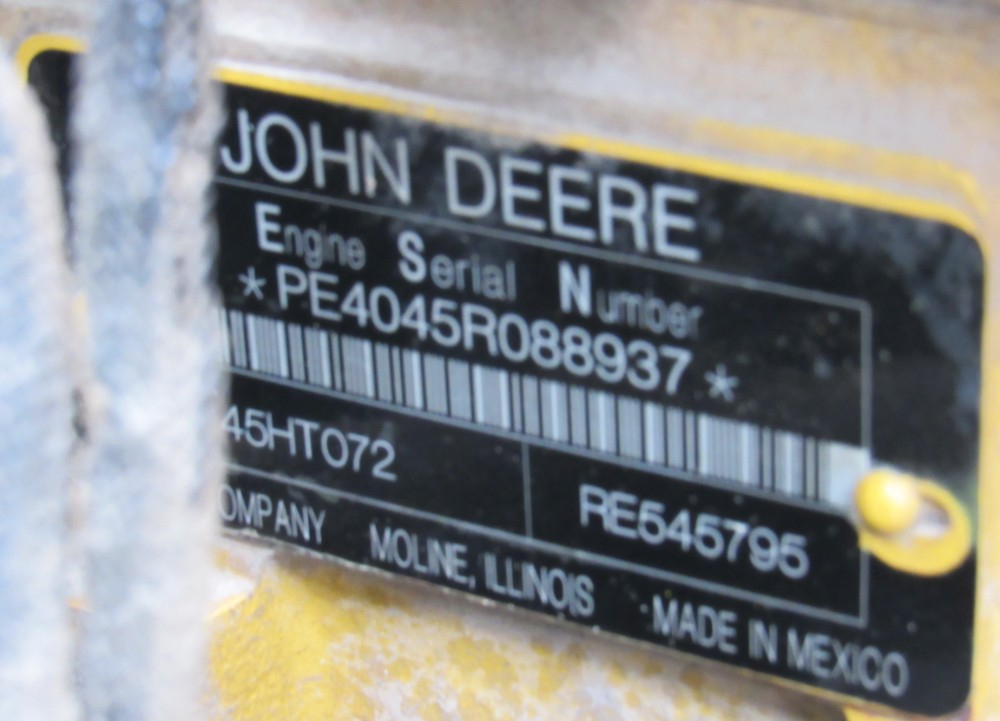 JOHN DEERE
Engine Serial Number
*PE4045R088937*
45HT072
RE545795
OMPANY MOLINE, ILLINOIS MADE IN MEXICO